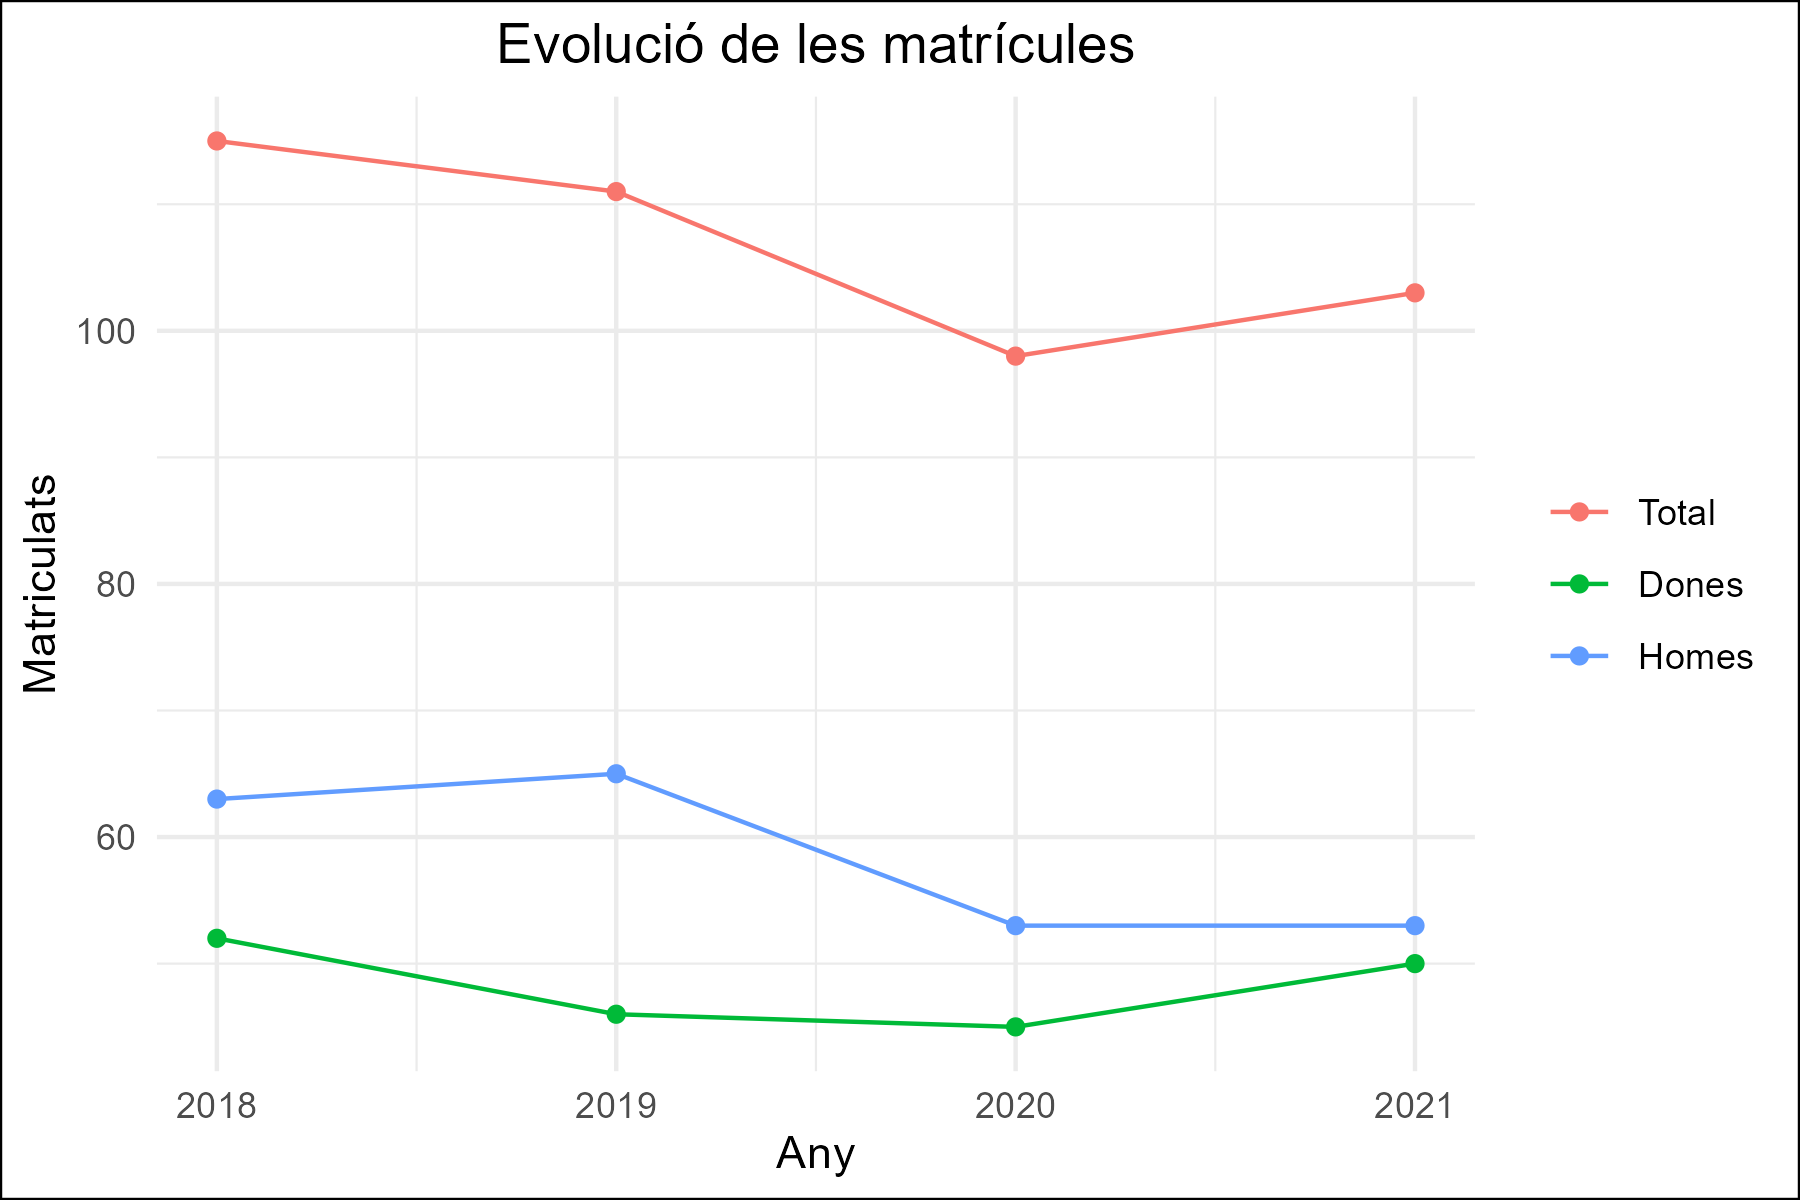 Evolució de les matrícules
Matriculats
100
80
60
2018
2019
2020
2021
Any
Total
Dones
Homes